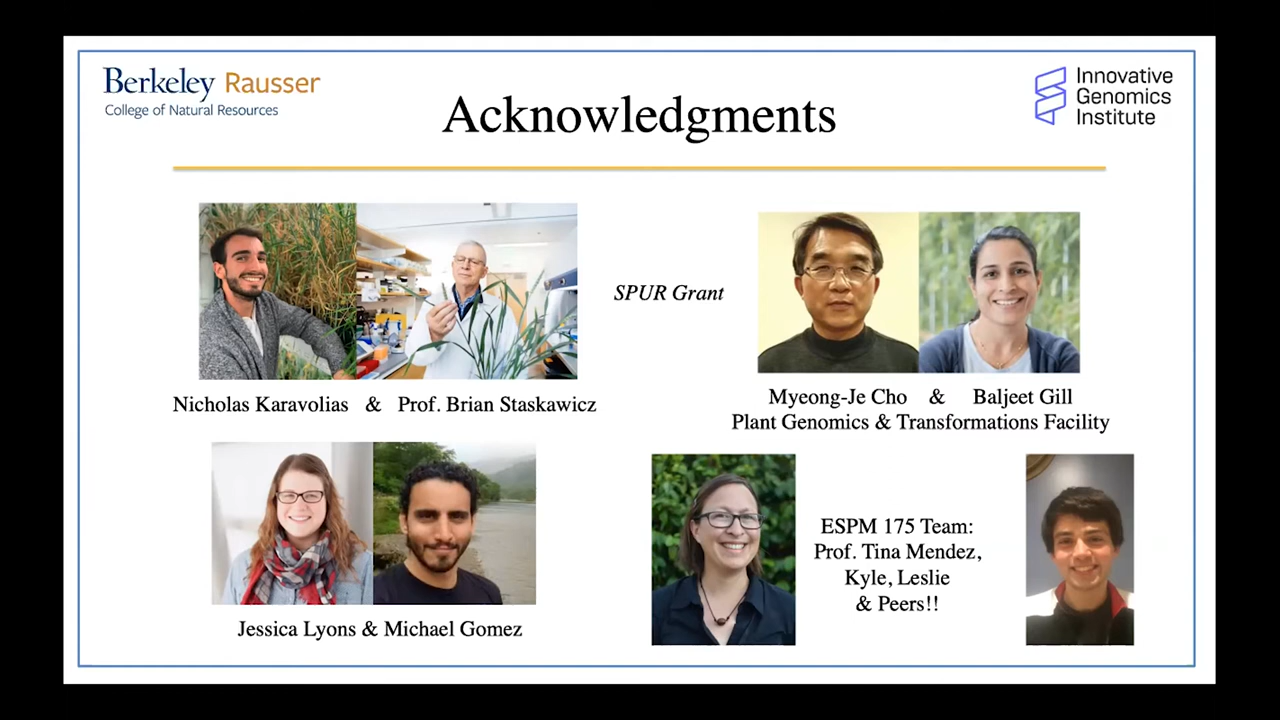 Berkeley Rausser
College of Natural Resources
Acknowledgments
Innovative
Genomics
Institute
Nicholas Karavolias & Prof. Brian Staskawicz
SPUR Grant
Myeong-Je Cho & Baljeet Gill
Plant Genomics & Transformations Facility
Jessica Lyons & Michael Gomez
ESPM 175 Team:
Prof. Tina Mendez,
Kyle, Leslie
& Peers!!